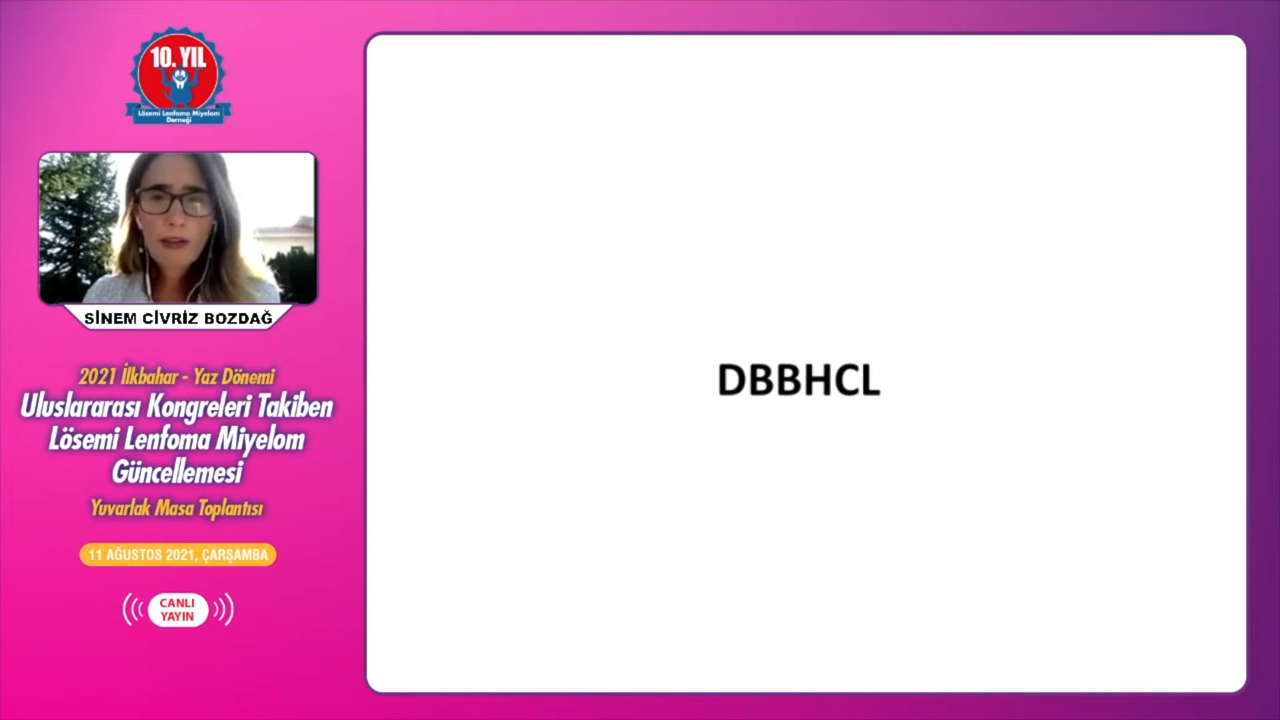 10. YIL
Lösemi Lenfoma Miyelom
Derneği
SİNEM CİVRİZ BOZDAĞ
2021 İlkbahar - Yaz Dönemi
Uluslararası Kongreleri Takiben
Lösemi Lenfoma Miyelom
Güncellemesi
Yuvarlak Masa Toplantısı
11 AĞUSTOS 2021, ÇARŞAMBA
CANLI
YAYIN
DBBHCL